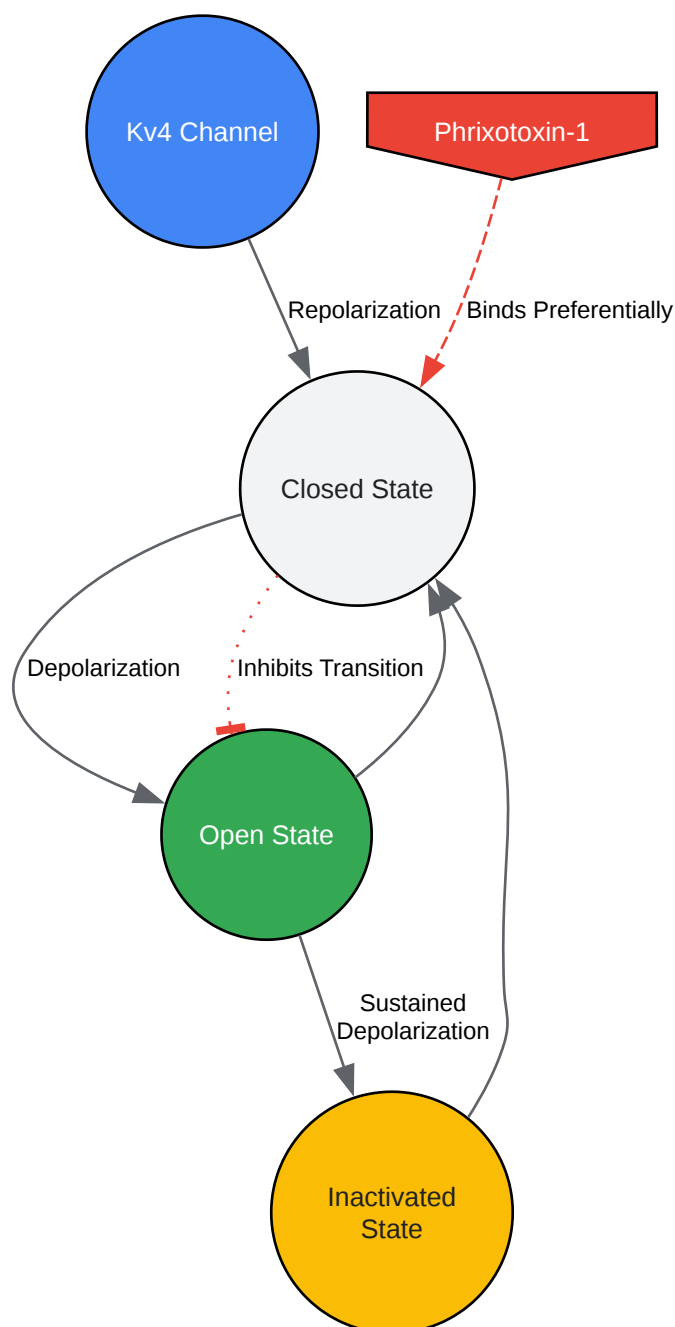 Kv4 Channel
Phrixotoxin-1
Repolarization
Binds Preferentially
Closed State
Depolarization
Inhibits Transition
Open State
Sustained
Depolarization
Inactivated
State